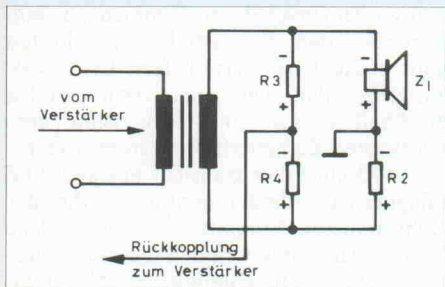 R3
Z1
vom
Verstärker
R4
R2
Rückkopplung
zum Verstärker